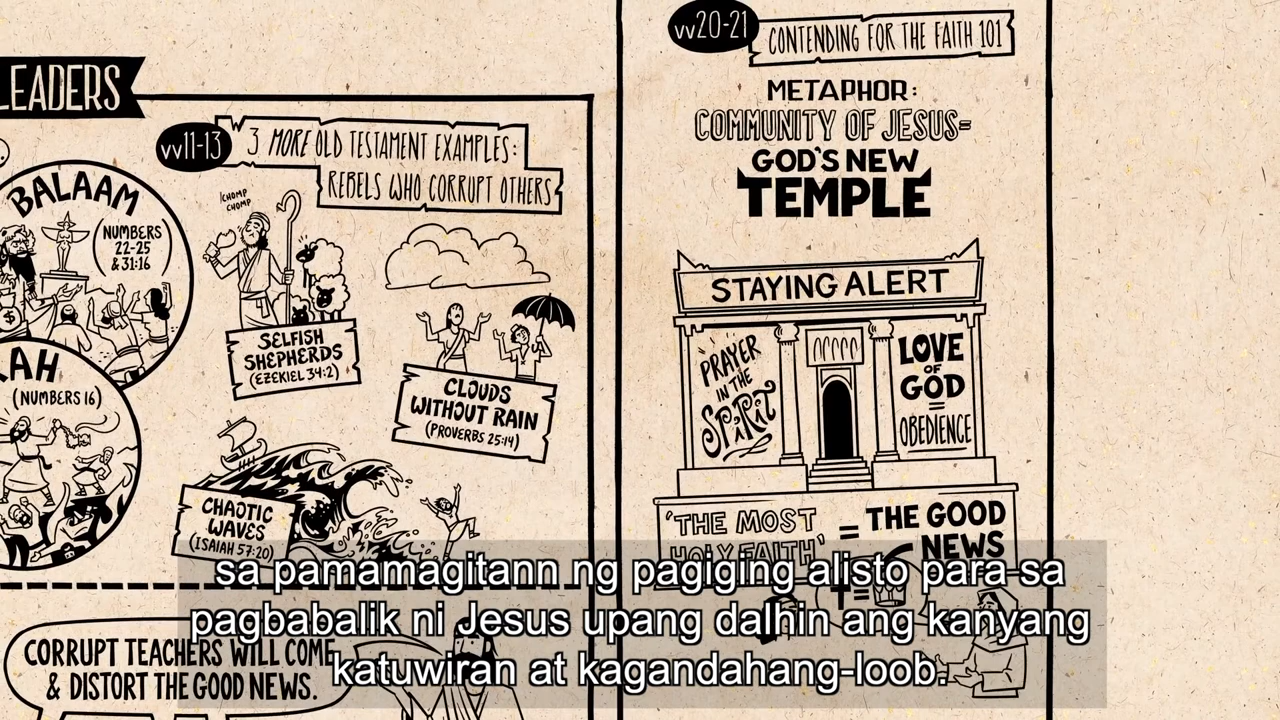 LEADERS
vv11-13
3 MORE OLD TESTAMENT EXAMPLES:
REBELS WHO CORRUPT OTHERS
BALAAM
(NUMBERS
22-25
& 31:16
$
CHOMP
CHOMP
SELFISH
SHEPHERDS
(EZEKIEL 34:2)
CLOUDS
WITHOUT RAIN
(PROVERBS 25:14)
AH
(NUMBERS 16)
CHAOTIC
WAVES
(ISAIAH 57:20)
CORRUPT TEACHERS WILL COME
& DISTORT THE GOOD NEWS.
vv20-21
CONTENDING FOR THE FAITH 101
METAPHOR:
COMMUNITY OF JESUS=
GOD'S NEW
TEMPLE
STAYING ALERT
PRAYER
IN THE
SPIRIT
LOVE
OF
GOD
=
OBEDIENCE
'THE MOST
HOLY FAITH'
=
THE GOOD
NEWS
sa pamamagitann ng pagiging alisto para sa
pagbabalik ni Jesus upang dalhin ang kanyang
katuwiran at kagandahang-loob.